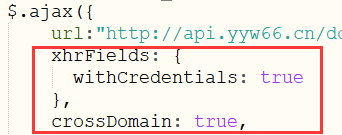 $.ajax({
url:"http://api.yyw66.cn/do
xhrFields: {
withCredentials: true
},
crossDomain: true,